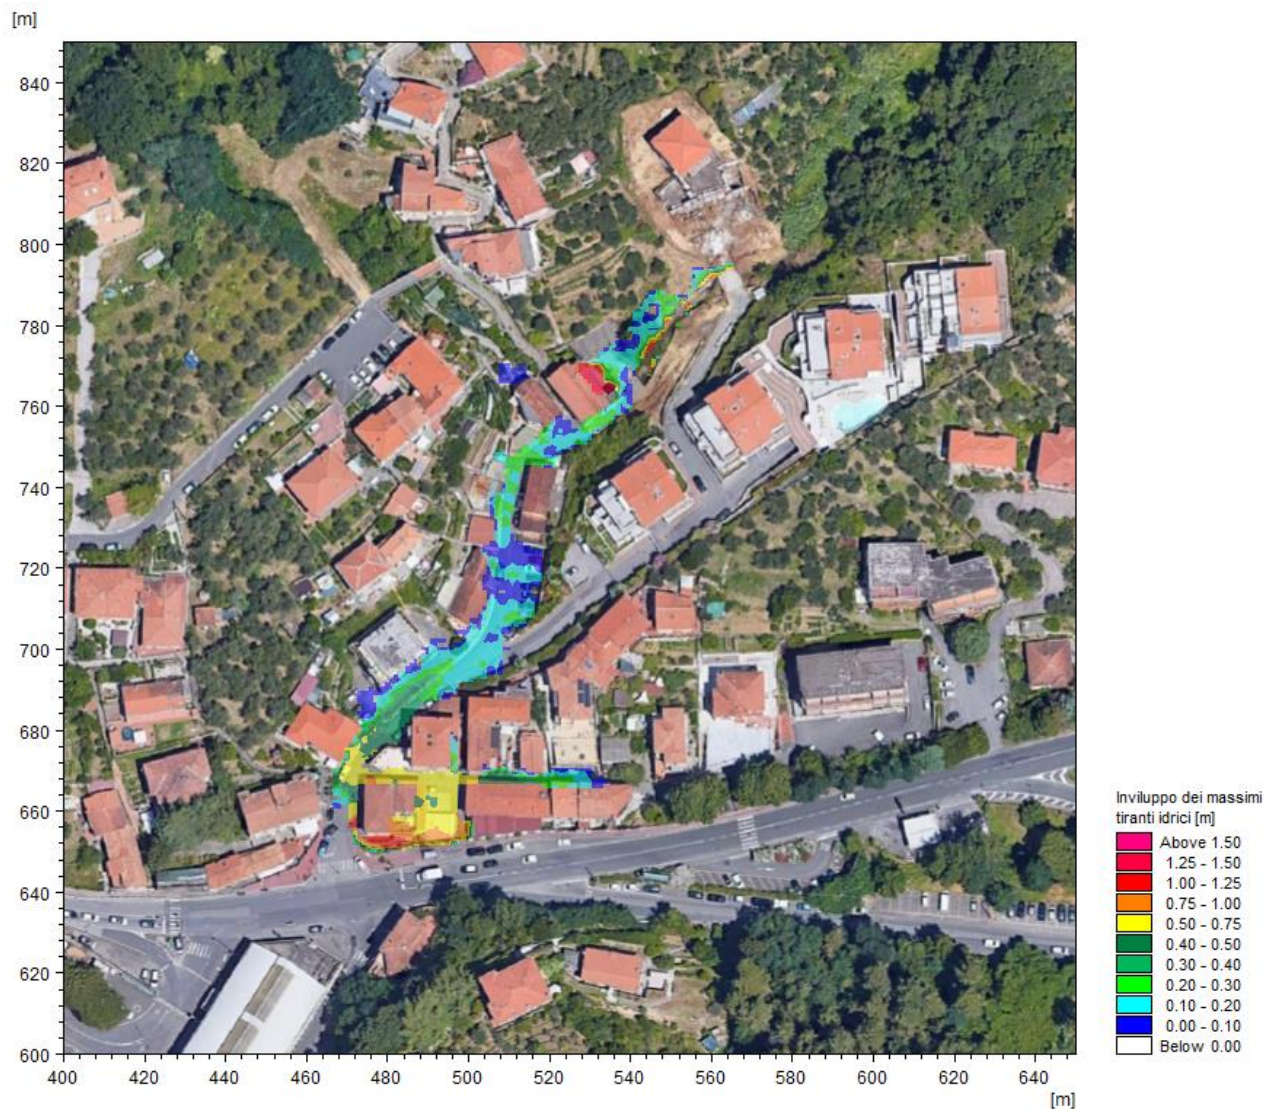 [m]
840
820
800
780
760
740
720
700
680
660
640
620
600
400 420 440 460 480 500 520 540 560 580 600 620 640
[m]
Inviluppo dei massimi
tiranti idrici [m]
Above 1.50
1.25 - 1.50
1.00 - 1.25
0.75 - 1.00
0.50 - 0.75
0.40 - 0.50
0.30 - 0.40
0.20 - 0.30
0.10 - 0.20
0.00 - 0.10
Below 0.00